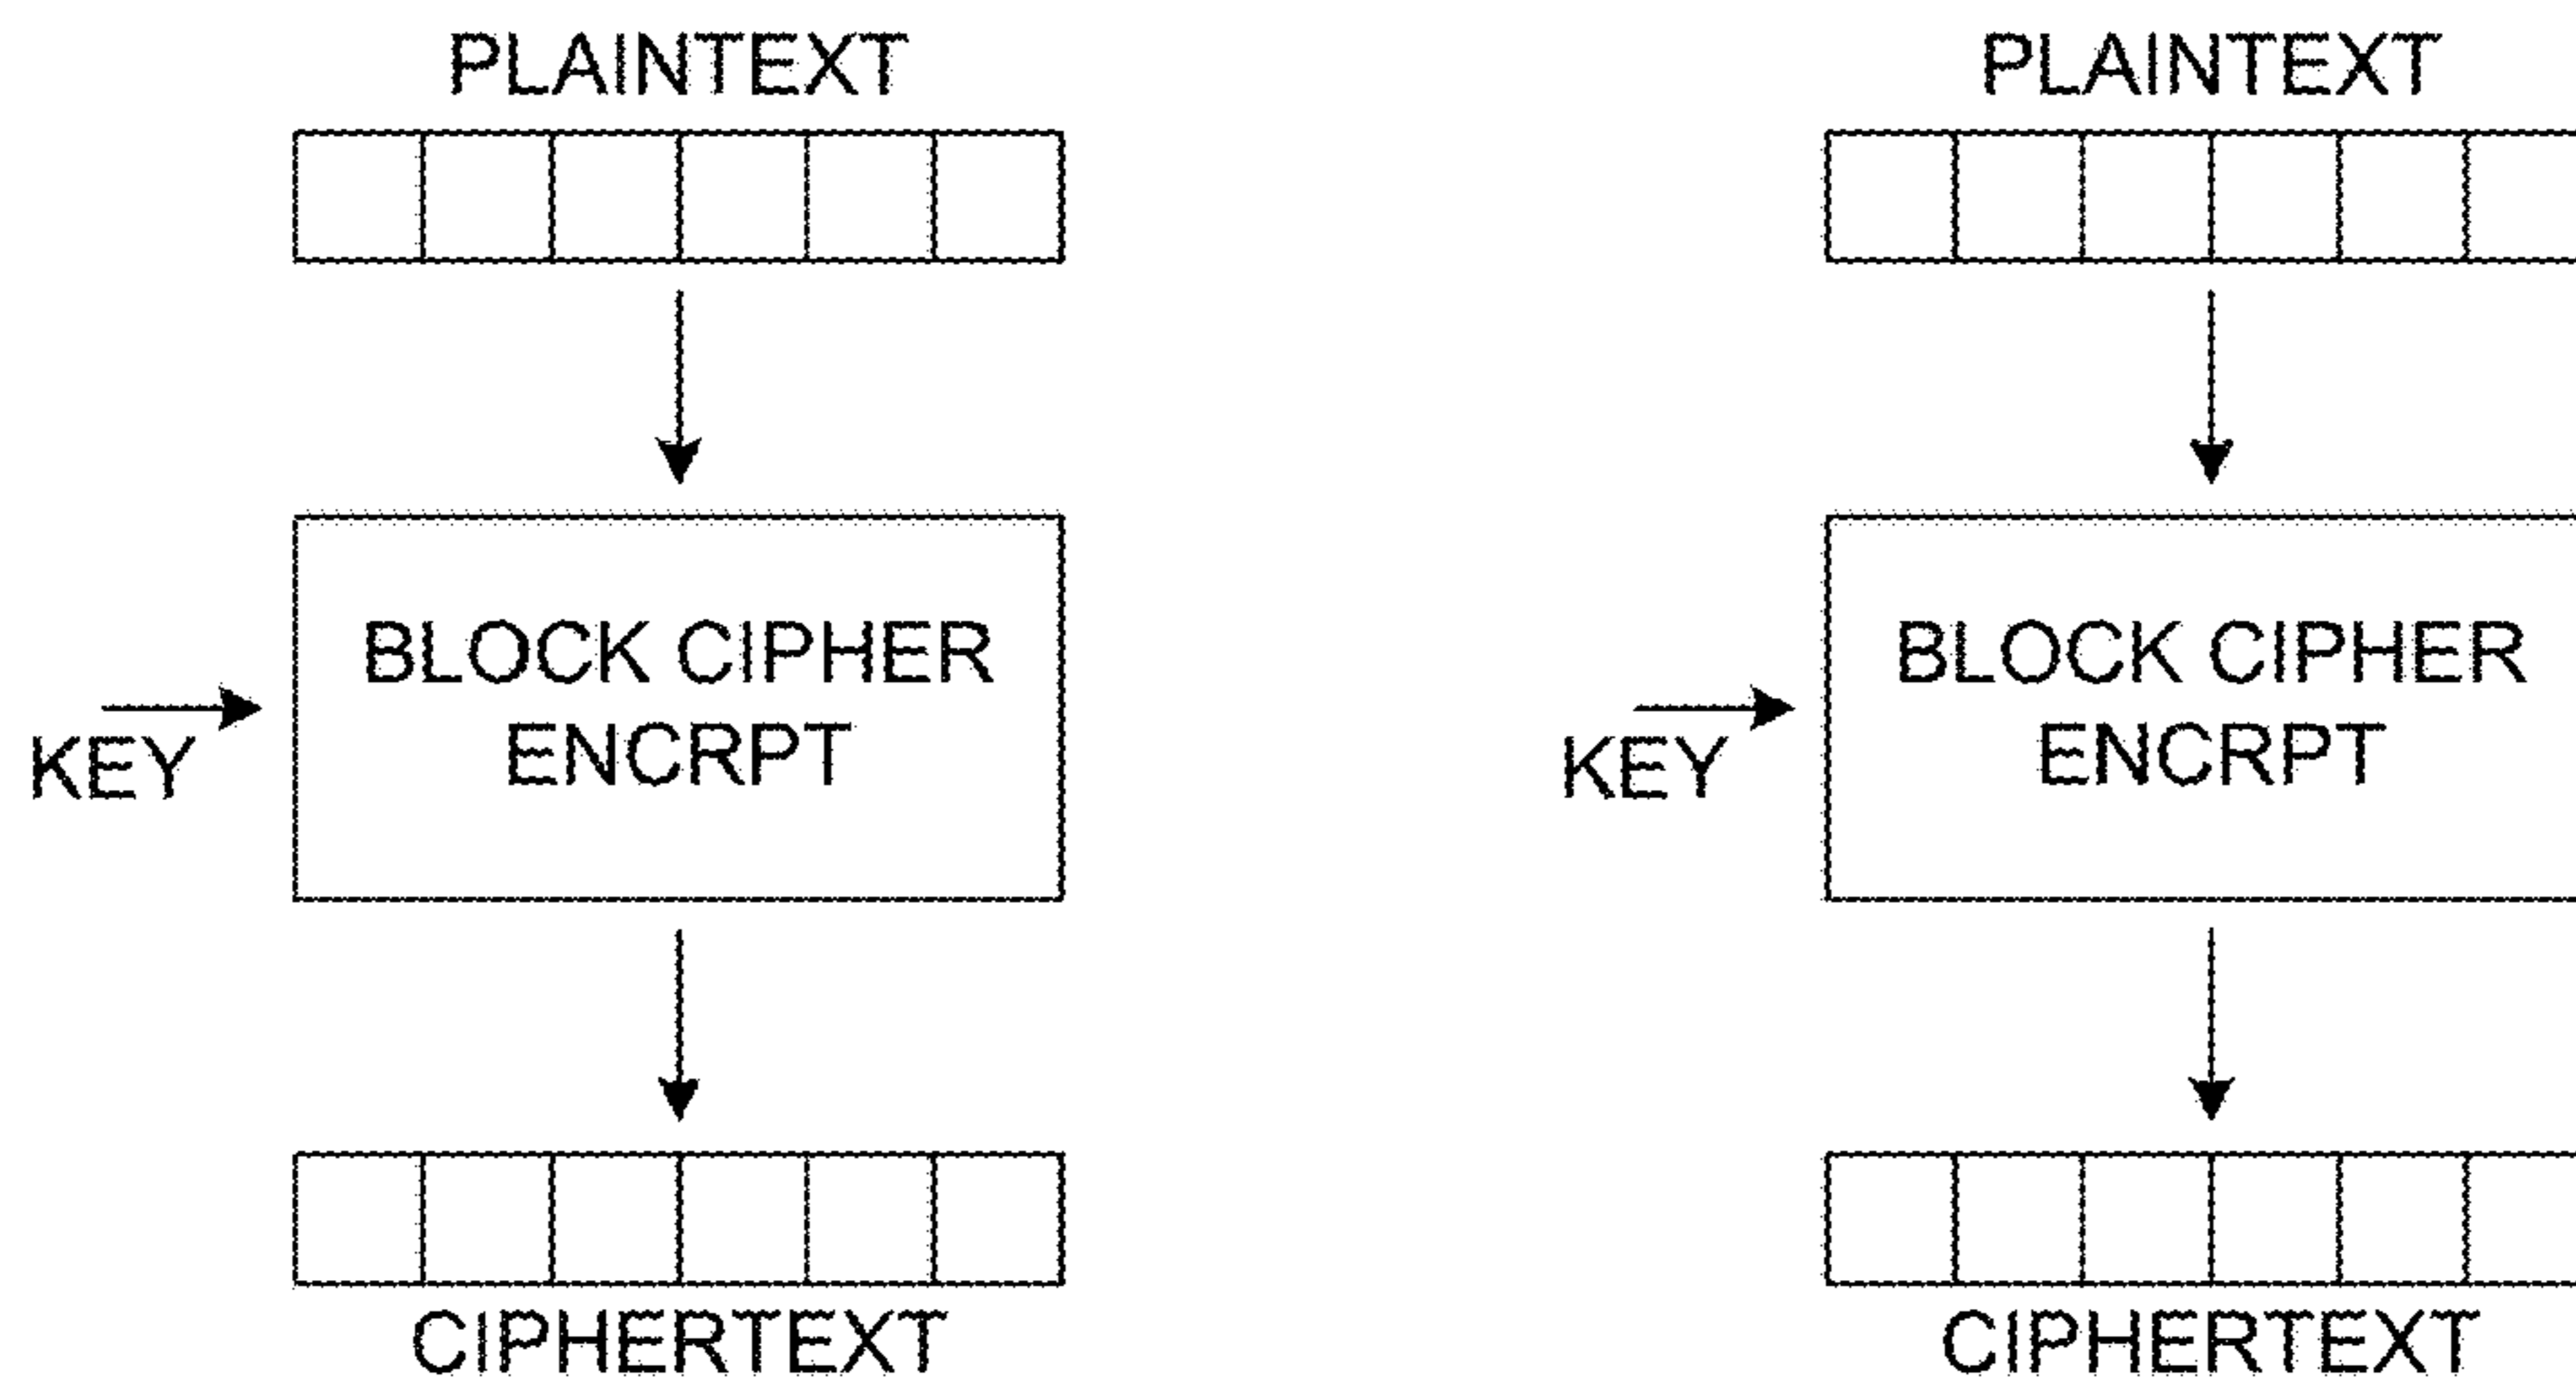 PLAINTEXT
BLOCK CIPHER
ENCRPT
KEY
CIPHERTEXT
PLAINTEXT
BLOCK CIPHER
ENCRPT
KEY
CIPHERTEXT